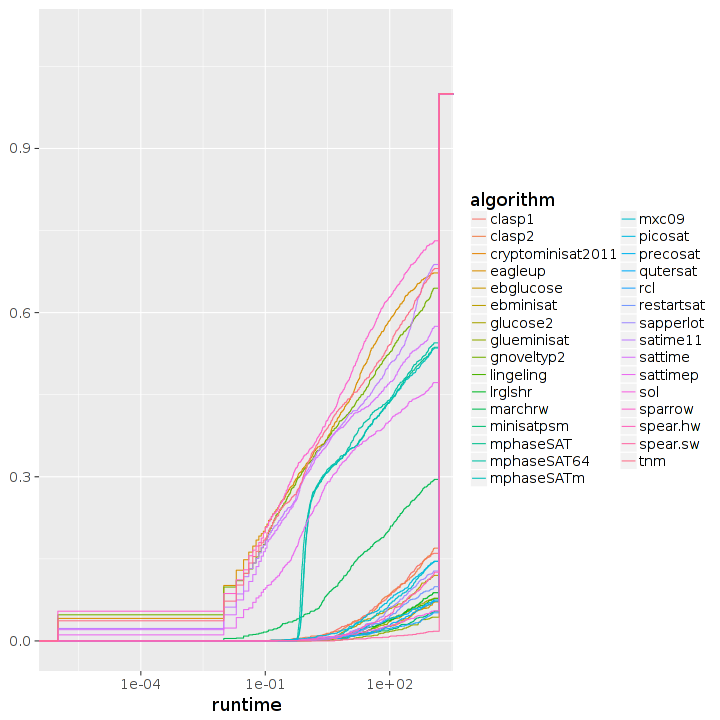 0.9
0.6
0.3
0.0
1e-04 1e-01 1e+02
runtime
algorithm
clasp1
clasp2
cryptominisat2011
eagleup
ebglucose
ebminisat
glucose2
glueminisat
gnoveltyp2
lingeling
lrglshr
marchrw
minisatpsm
mphaseSAT
mphaseSAT64
mphaseSATm
mxc09
picosat
precosat
qutersat
rcl
restartsat
sapperlot
satime11
sattime
sattimep
sol
sparrow
spear.hw
spear.sw
tnm